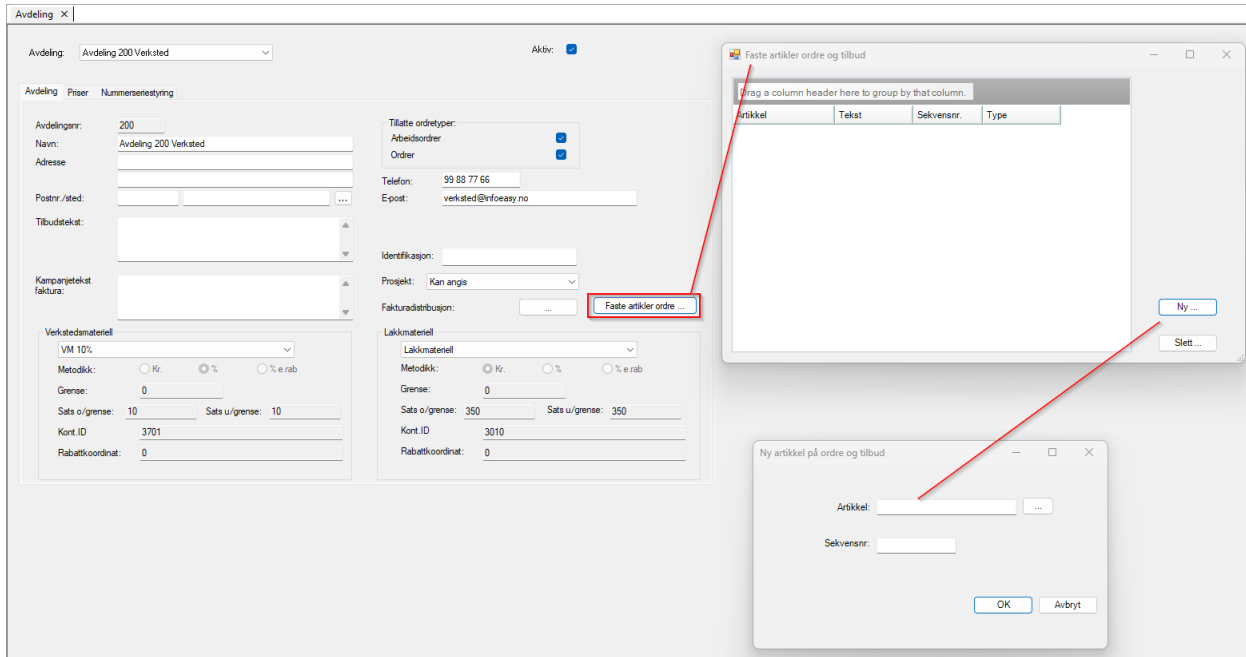 Avdeling ×
Avdeling: Avdeling 200 Verksted
Aktiv:
Avdeling Priser Nummerseriestyring
Avdelingsnr: 200
Navn: Avdeling 200 Verksted
Adresse
Postnr./sted: ...
Tilbudstekst:
Kampanjetekst
faktura:
Tillatte ordretyper:
Arbeidsordrer
Ordrer
Telefon: 99 88 77 66
E-post: verksted@infoeasy.no
Identifikasjon:
Prosjekt: Kan angis
Fakturadistribusjon: ... Faste artikler ordre ...
Verkstedsmateriell
VM 10%
Metodikk: Kr. % % e.rab
Grense: 0
Sats o/grense: 10 Sats u/grense: 10
Kont.ID 3701
Rabattkoordinat: 0
Lakkmateriell
Lakkmateriell
Metodikk: Kr. % % e.rab
Grense: 0
Sats o/grense: 350 Sats u/grense: 350
Kont.ID 3010
Rabattkoordinat: 0
Faste artikler ordre og tilbud
Drag a column header here to group by that column.
Artikkel Tekst Sekvensnr. Type
Ny ...
Slett ...
Ny artikkel på ordre og tilbud
Artikkel: ...
Sekvensnr:
OK Avbryt